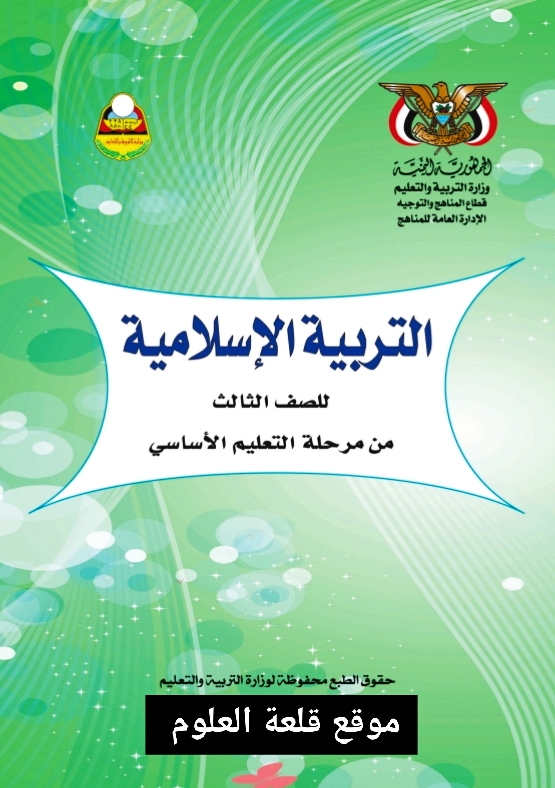 الجمهورية اليمنية
وزارة التربية والتعليم
قطاع المناهج والتوجيه
الإدارة العامة للمناهج
التربية الإسلامية
للصف الثالث
من مرحلة التعليم الأساسي
حقوق الطبع محفوظة لوزارة التربية والتعليم
موقع قلعة العلوم